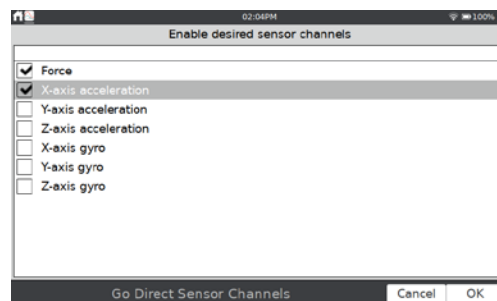 02:04PM 100%
Enable desired sensor channels
Force
X-axis acceleration
Y-axis acceleration
Z-axis acceleration
X-axis gyro
Y-axis gyro
Z-axis gyro
Go Direct Sensor Channels Cancel OK